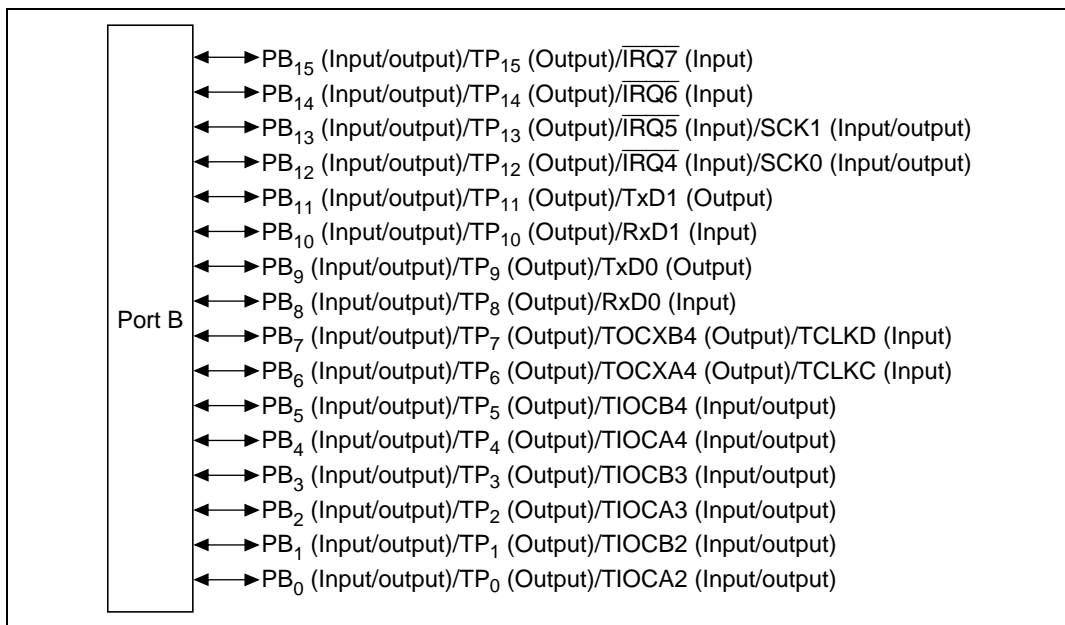 PB15 (Input/output)/TP15 (Output)/I̅R̅Q̅7̅ (Input)
PB14 (Input/output)/TP14 (Output)/I̅R̅Q̅6̅ (Input)
PB13 (Input/output)/TP13 (Output)/I̅R̅Q̅5̅ (Input)/SCK1 (Input/output)
PB12 (Input/output)/TP12 (Output)/I̅R̅Q̅4̅ (Input)/SCK0 (Input/output)
PB11 (Input/output)/TP11 (Output)/TxD1 (Output)
PB10 (Input/output)/TP10 (Output)/RxD1 (Input)
PB9 (Input/output)/TP9 (Output)/TxD0 (Output)
PB8 (Input/output)/TP8 (Output)/RxD0 (Input)
Port B
PB7 (Input/output)/TP7 (Output)/TOCXB4 (Output)/TCLKD (Input)
PB6 (Input/output)/TP6 (Output)/TOCXA4 (Output)/TCLKC (Input)
PB5 (Input/output)/TP5 (Output)/TIOCB4 (Input/output)
PB4 (Input/output)/TP4 (Output)/TIOCA4 (Input/output)
PB3 (Input/output)/TP3 (Output)/TIOCB3 (Input/output)
PB2 (Input/output)/TP2 (Output)/TIOCA3 (Input/output)
PB1 (Input/output)/TP1 (Output)/TIOCB2 (Input/output)
PB0 (Input/output)/TP0 (Output)/TIOCA2 (Input/output)